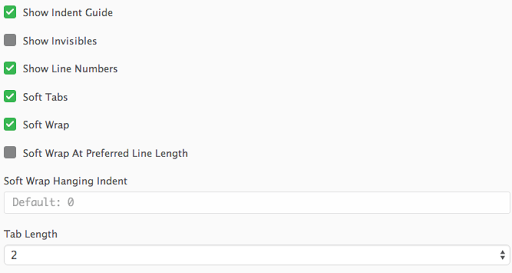 Show Indent Guide
Show Invisibles
Show Line Numbers
Soft Tabs
Soft Wrap
Soft Wrap At Preferred Line Length
Soft Wrap Hanging Indent
Default: 0
Tab Length
2